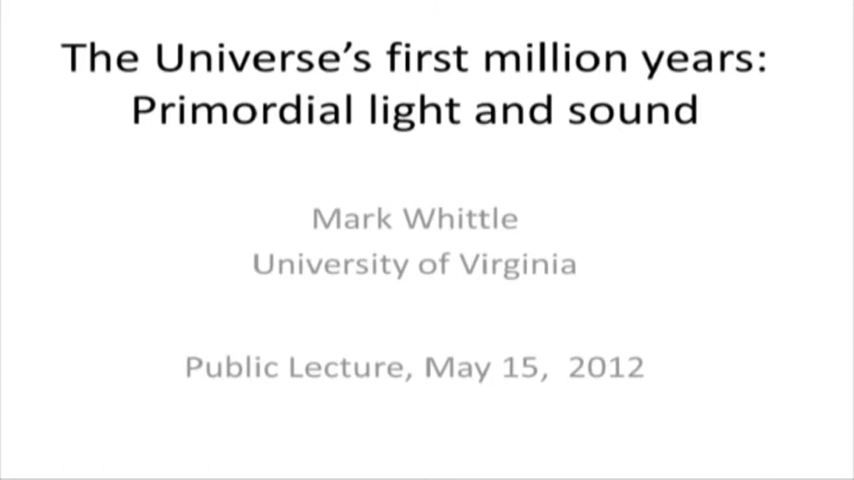 The Universe’s first million years:
Primordial light and sound
Mark Whittle
University of Virginia
Public Lecture, May 15,  2012